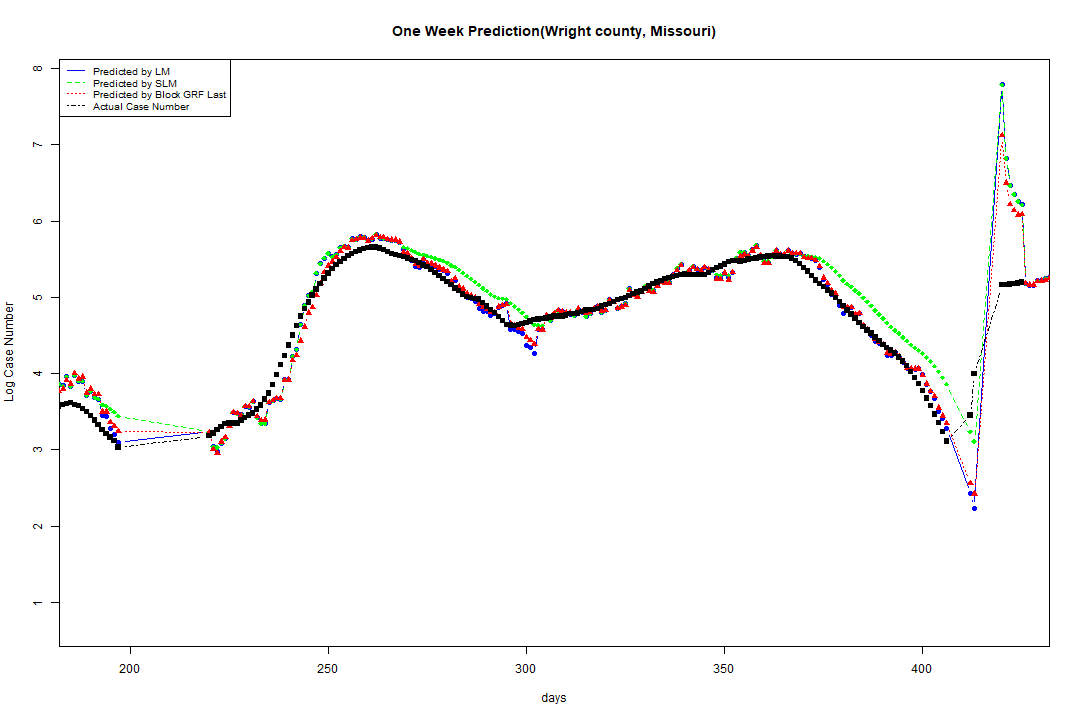 One Week Prediction(Wright county, Missouri)
Predicted by LM
Predicted by SLM
Predicted by Block GRF Last
Actual Case Number
8
7
6
5
4
3
2
1
Log Case Number
200 250 300 350 400
days